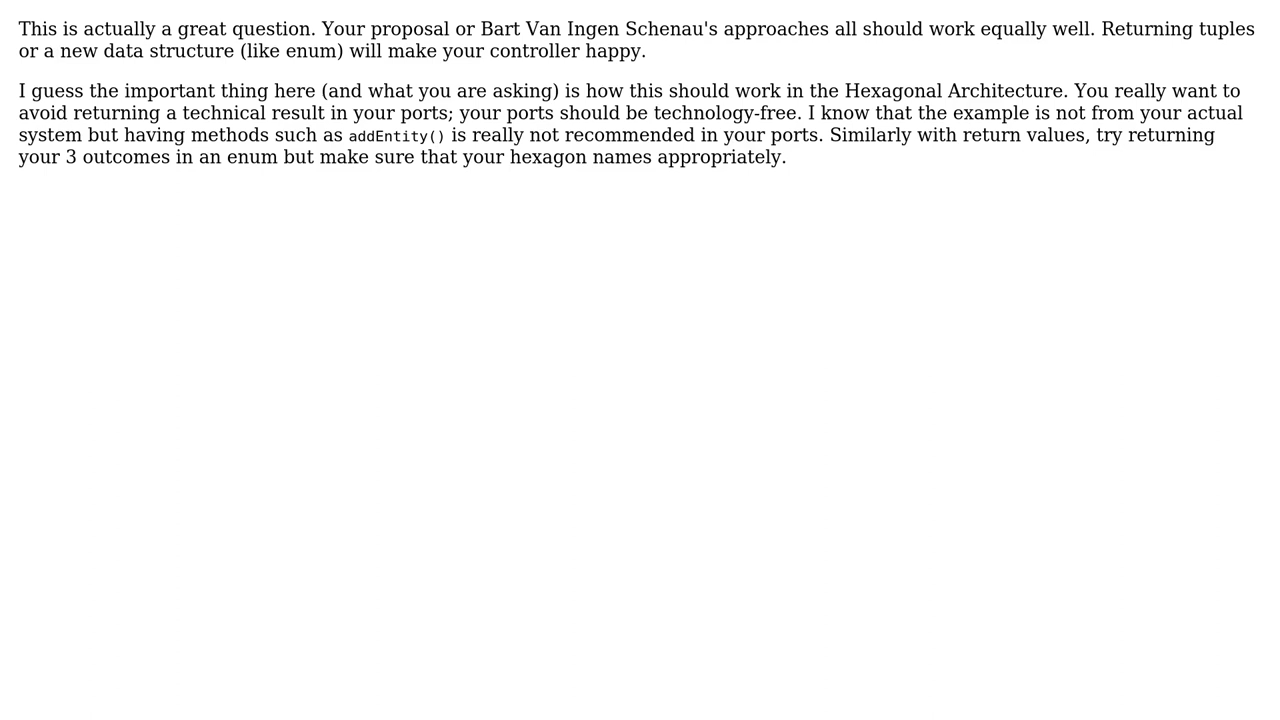 This is actually a great question. Your proposal or Bart Van Ingen Schenau's approaches all should work equally well. Returning tuples
or a new data structure (like enum) will make your controller happy.
I guess the important thing here (and what you are asking) is how this should work in the Hexagonal Architecture. You really want to
avoid returning a technical result in your ports; your ports should be technology-free. I know that the example is not from your actual
system but having methods such as addEntity() is really not recommended in your ports. Similarly with return values, try returning
your 3 outcomes in an enum but make sure that your hexagon names appropriately.